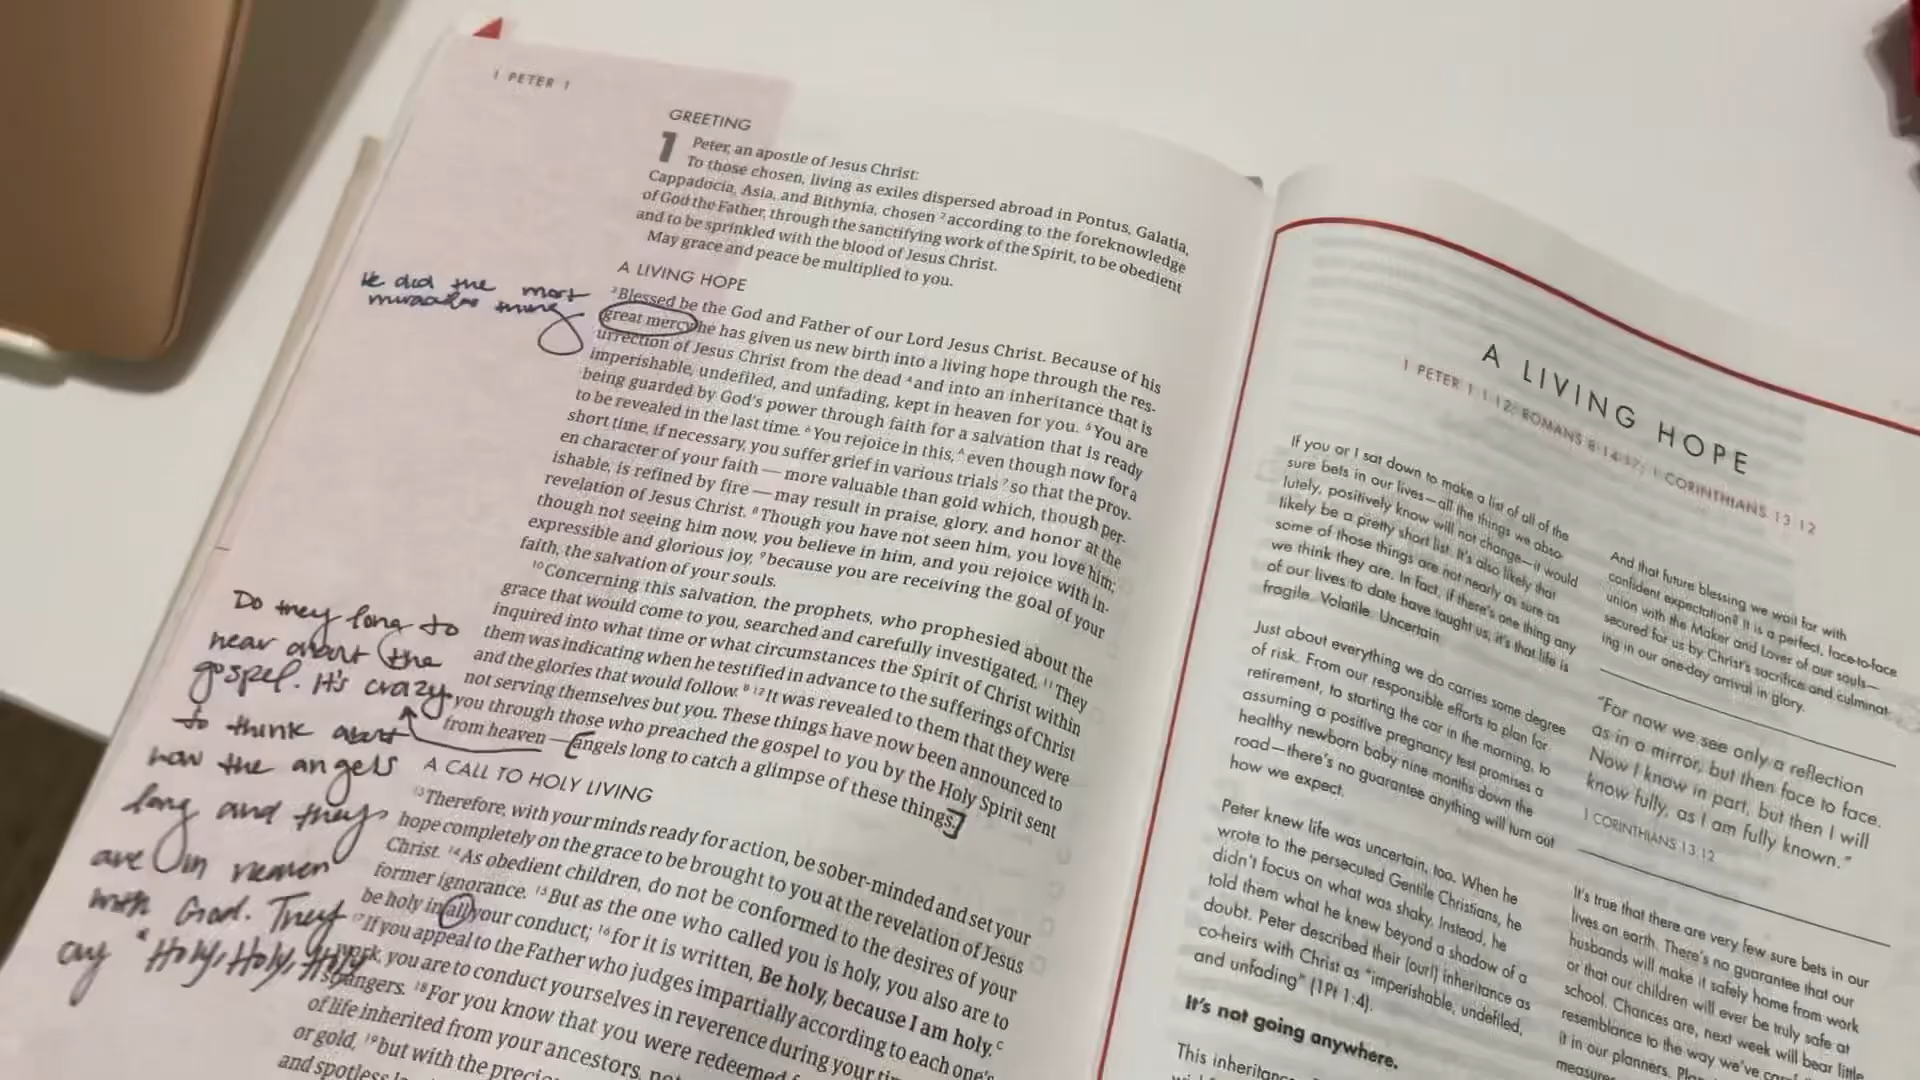 1 PETER 1
GREETING
1 Peter, an apostle of Jesus Christ:
To those chosen, living as exiles dispersed abroad in Pontus, Galatia,
Cappadocia, Asia, and Bithynia, chosen ²according to the foreknowledge
of God the Father, through the sanctifying work of the Spirit, to be obedient
and to be sprinkled with the blood of Jesus Christ.
May grace and peace be multiplied to you.
A LIVING HOPE
³Blessed be the God and Father of our Lord Jesus Christ. Because of his
great mercy he has given us new birth into a living hope through the res-
urrection of Jesus Christ from the dead ⁴and into an inheritance that is
imperishable, undefiled, and unfading, kept in heaven for you. ⁵You are
being guarded by God's power through faith for a salvation that is ready
to be revealed in the last time. ⁶You rejoice in this, ᴬ even though now for a
short time, if necessary, you suffer grief in various trials ⁷so that the prov-
en character of your faith — more valuable than gold which, though per-
ishable, is refined by fire — may result in praise, glory, and honor at the
revelation of Jesus Christ. ⁸Though you have not seen him, you love him;
though not seeing him now, you believe in him, and you rejoice with in-
expressible and glorious joy, ⁹because you are receiving the goal of your
faith, the salvation of your souls.
¹⁰Concerning this salvation, the prophets, who prophesied about the
grace that would come to you, searched and carefully investigated. ¹¹They
inquired into what time or what circumstances the Spirit of Christ within
them was indicating when he testified in advance to the sufferings of Christ
and the glories that would follow. ᴮ ¹²It was revealed to them that they were
not serving themselves but you. These things have now been announced to
you through those who preached the gospel to you by the Holy Spirit sent
from heaven — angels long to catch a glimpse of these things.
A CALL TO HOLY LIVING
¹³Therefore, with your minds ready for action, be sober-minded and set your
hope completely on the grace to be brought to you at the revelation of Jesus
Christ. ¹⁴As obedient children, do not be conformed to the desires of your
former ignorance. ¹⁵But as the one who called you is holy, you also are to
be holy in all your conduct; ¹⁶for it is written, Be holy, because I am holy. ᶜ
¹⁷If you appeal to the Father who judges impartially according to each one's
work, you are to conduct yourselves in reverence during your
strangers. ¹⁸For you know that you were redeemed
of life inherited from your ancestors, not
or gold, ¹⁹but with the
and spotless
He did the most
thing
Do they long to
hear about the
gospel. It's crazy
to think about
how the angels
long and they
are in heaven
with God. They
cry "Holy, Holy, Holy
A LIVING HOPE
1 PETER 1:1-12; ROMANS 8:14-17; 1 CORINTHIANS 13:12
If you or I sat down to make a list of all of the
sure bets in our lives—all the things we abso-
lutely, positively know will not change—it would
likely be a pretty short list. It's also likely that
some of those things are not nearly as sure as
we think they are. In fact, if there's one thing any
of our lives to date have taught us, it's that life is
fragile. Volatile. Uncertain.
Just about everything we do carries some degree
of risk. From our responsible efforts to plan for
retirement, to starting the car in the morning, to
assuming a positive pregnancy test promises a
healthy newborn baby nine months down the
road—there's no guarantee anything will turn out
how we expect.
Peter knew life was uncertain, too. When he
wrote to the persecuted Gentile Christians, he
didn't focus on what was shaky. Instead, he
told them what he knew beyond a shadow of a
doubt. Peter described their (our!) inheritance as
co-heirs with Christ as "imperishable, undefiled,
and unfading" (1Pt 1:4).
It's not going anywhere.
This inheritance
And that future blessing we wait for with
confident expectation? It is a perfect, face-to-face
union with the Maker and Lover of our souls—
secured for us by Christ's sacrifice and culminat-
ing in our one-day arrival in glory.
"For now we see only a reflection
as in a mirror, but then face to face.
Now I know in part, but then I will
know fully, as I am fully known."
1 CORINTHIANS 13:12
It's true that there are very few sure bets in our
lives on earth. There's no guarantee that our
husbands will make it safely home from work
or that our children will ever be truly safe at
school. Chances are, next week will bear little
resemblance to the way we've
it in our planners.